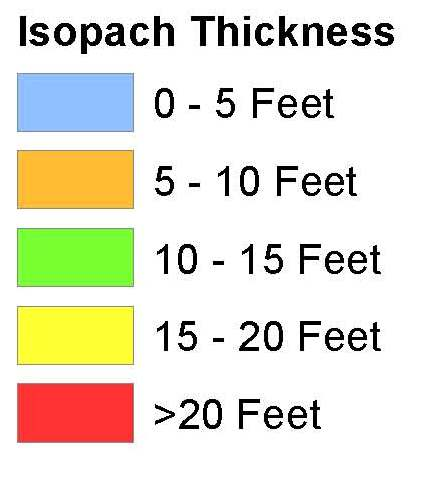 Isopach Thickness
0 - 5 Feet
5 - 10 Feet
10 - 15 Feet
15 - 20 Feet
>20 Feet